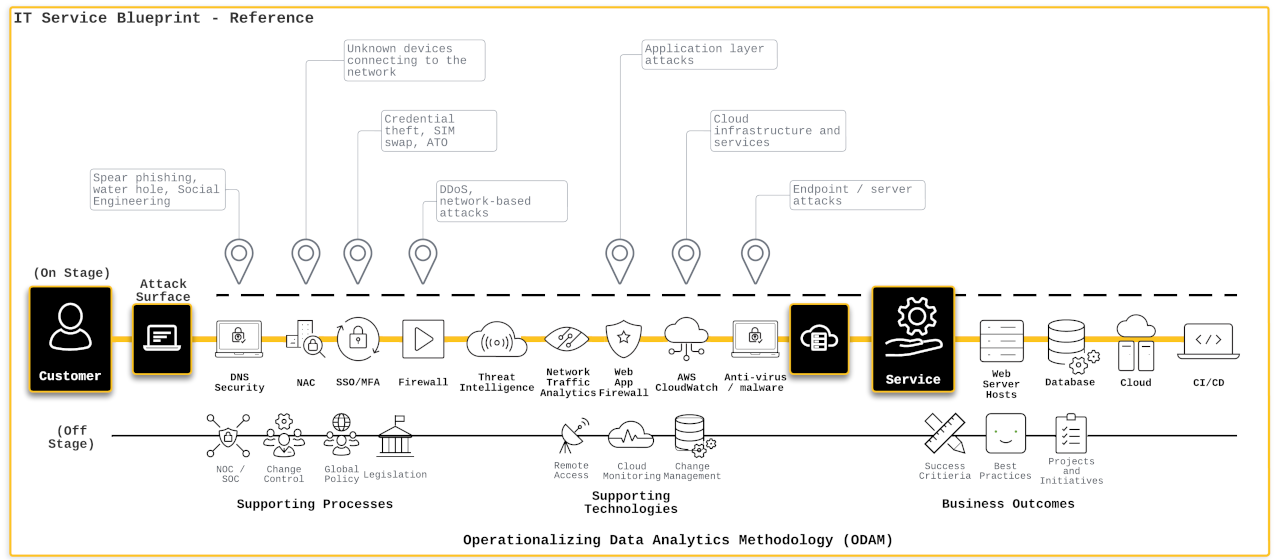 IT Service Blueprint - Reference
Unknown devices
connecting to the
network
Application layer
attacks
Credential
theft, SIM
swap, ATO
Cloud
infrastructure and
services
Spear phishing,
water hole, Social
Engineering
DDoS,
network-based
attacks
Endpoint / server
attacks
(On Stage)
Attack
Surface
Customer
DNS
Security
NAC
SSO/MFA
Firewall
Threat
Intelligence
Network
Traffic
Analytics
Web
App
Firewall
AWS
CloudWatch
Anti-virus
/ malware
Service
Web
Server
Hosts
Database
Cloud
CI/CD
(Off
Stage)
NOC /
SOC
Change
Control
Global
Policy
Legislation
Remote
Access
Cloud
Monitoring
Change
Management
Success
Critieria
Best
Practices
Projects
and
Initiatives
Supporting Processes
Supporting
Technologies
Business Outcomes
Operationalizing Data Analytics Methodology (ODAM)